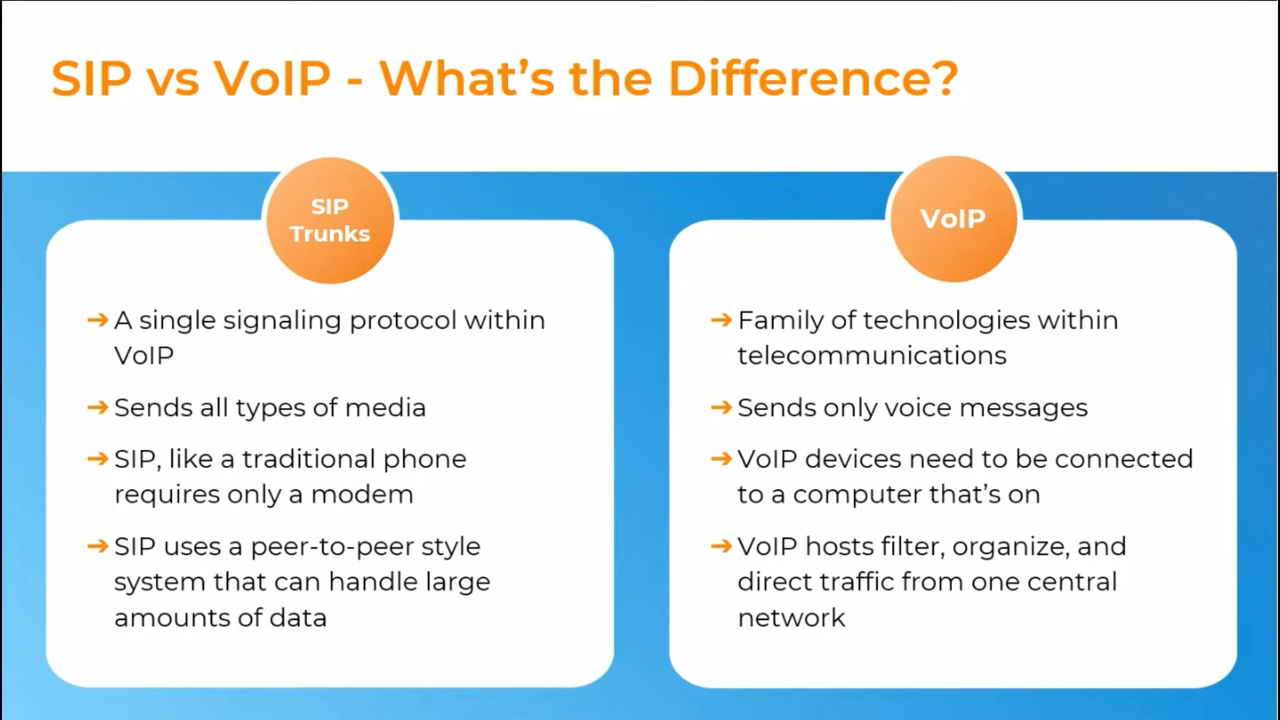 SIP vs VoIP - What's the Difference?
SIP
Trunks
➔ A single signaling protocol within
VoIP
➔ Sends all types of media
➔ SIP, like a traditional phone
requires only a modem
➔ SIP uses a peer-to-peer style
system that can handle large
amounts of data
VoIP
➔ Family of technologies within
telecommunications
➔ Sends only voice messages
➔ VoIP devices need to be connected
to a computer that's on
➔ VoIP hosts filter, organize, and
direct traffic from one central
network